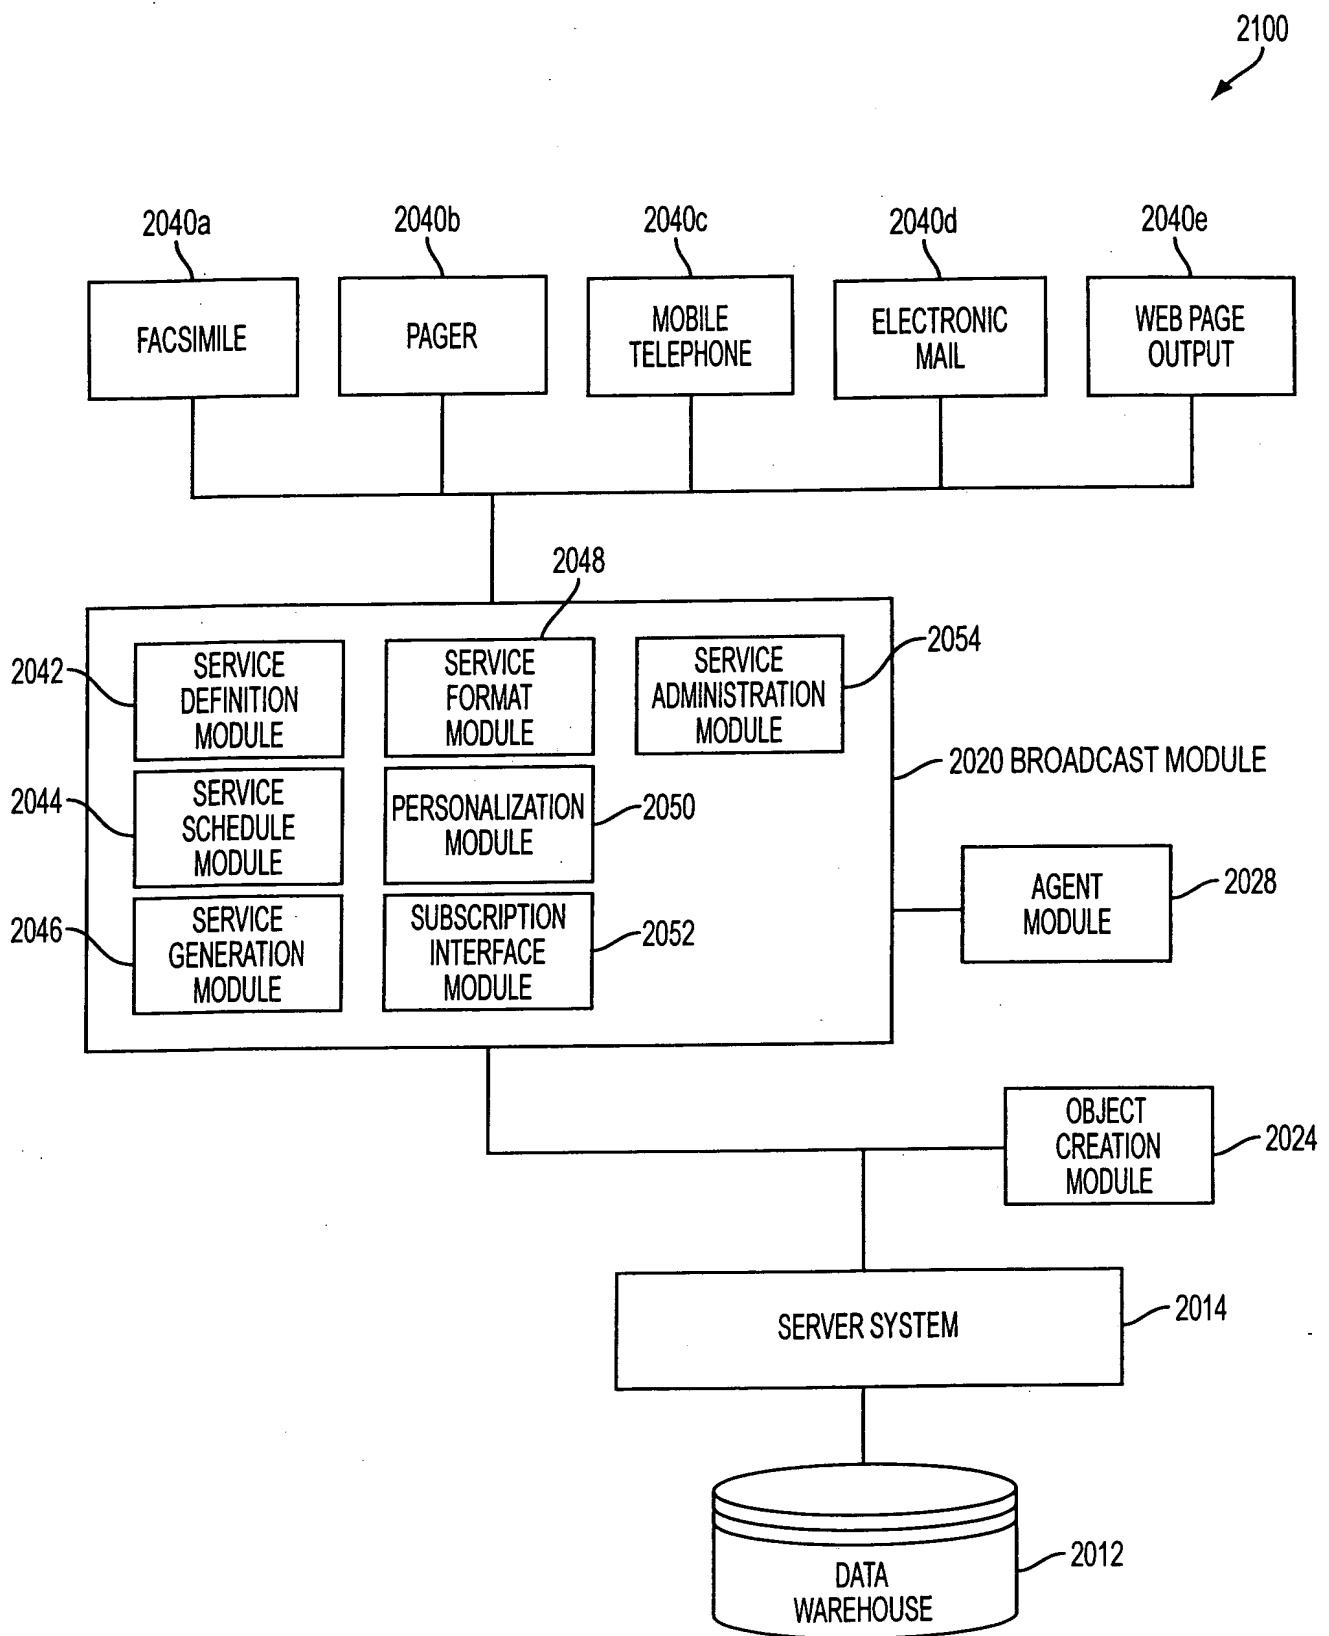 2100
2040a
2040b
2040c
2040d
2040e
FACSIMILE
PAGER
MOBILE
TELEPHONE
ELECTRONIC
MAIL
WEB PAGE
OUTPUT
2048
2042
SERVICE
DEFINITION
MODULE
SERVICE
FORMAT
MODULE
SERVICE
ADMINISTRATION
MODULE
2054
2020 BROADCAST MODULE
2044
SERVICE
SCHEDULE
MODULE
PERSONALIZATION
MODULE
2050
2046
SERVICE
GENERATION
MODULE
SUBSCRIPTION
INTERFACE
MODULE
2052
AGENT
MODULE
2028
OBJECT
CREATION
MODULE
2024
SERVER SYSTEM
2014
DATA
WAREHOUSE
2012